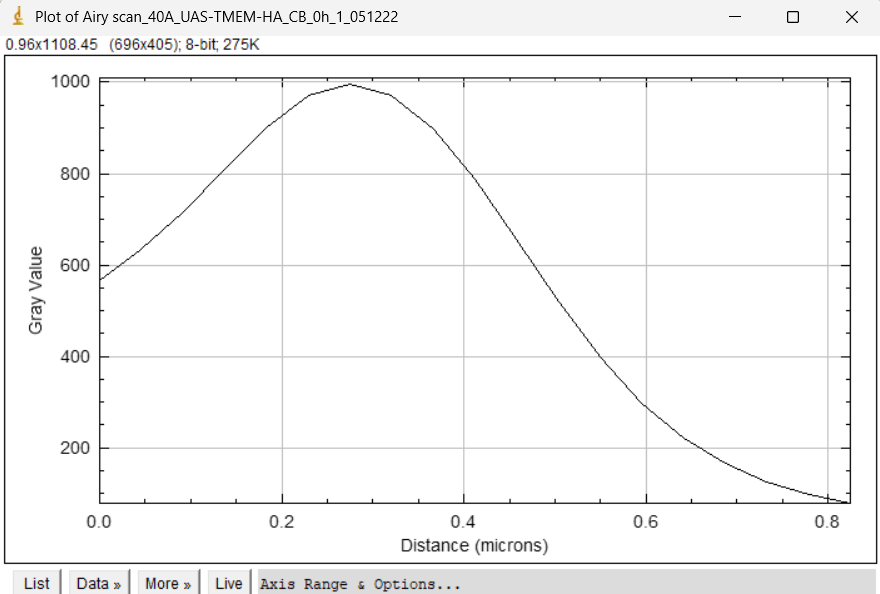 Plot of Airy scan_40A_UAS-TMEM-HA_CB_0h_1_051222
0.96x1108.45 (696x405); 8-bit; 275K
1000
800
600
400
200
Gray Value
0.0 0.2 0.4 0.6 0.8
Distance (microns)
List Data » More » Live Axis Range & Options...